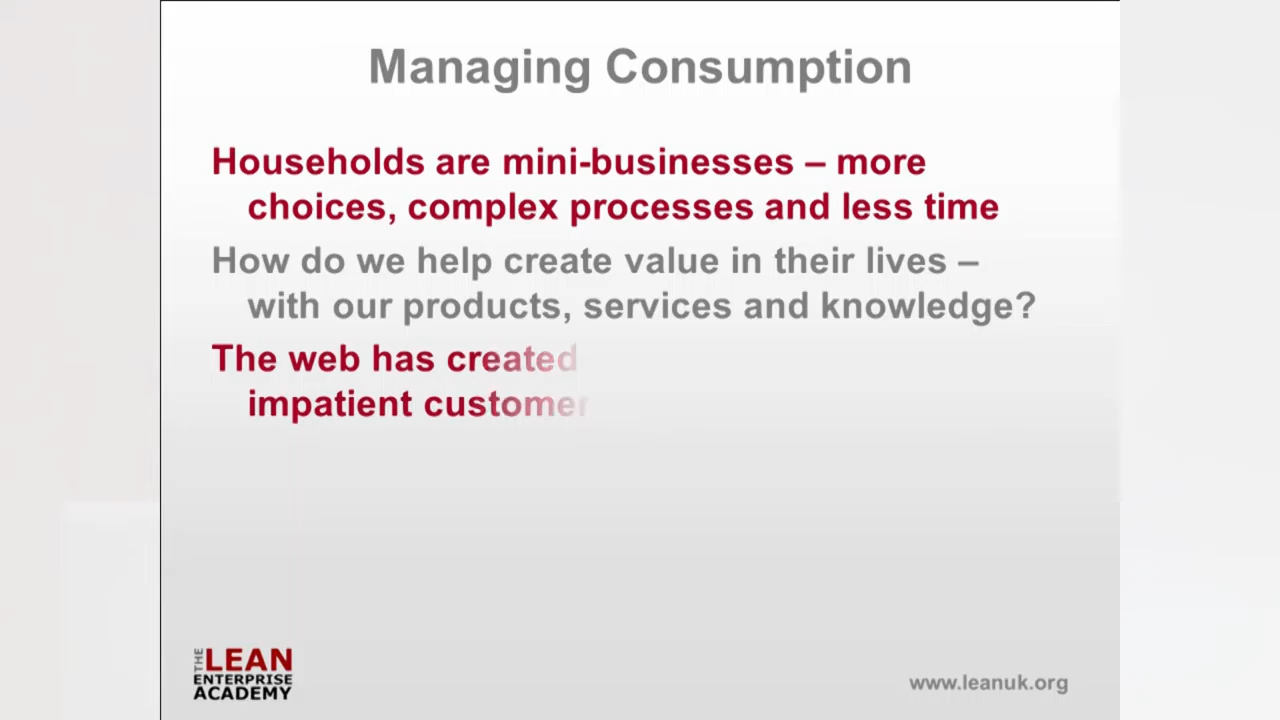 Managing Consumption
Households are mini-businesses – more
choices, complex processes and less time
How do we help create value in their lives –
with our products, services and knowledge?
The web has created
impatient customer
THE LEAN
ENTERPRISE
ACADEMY
www.leanuk.org